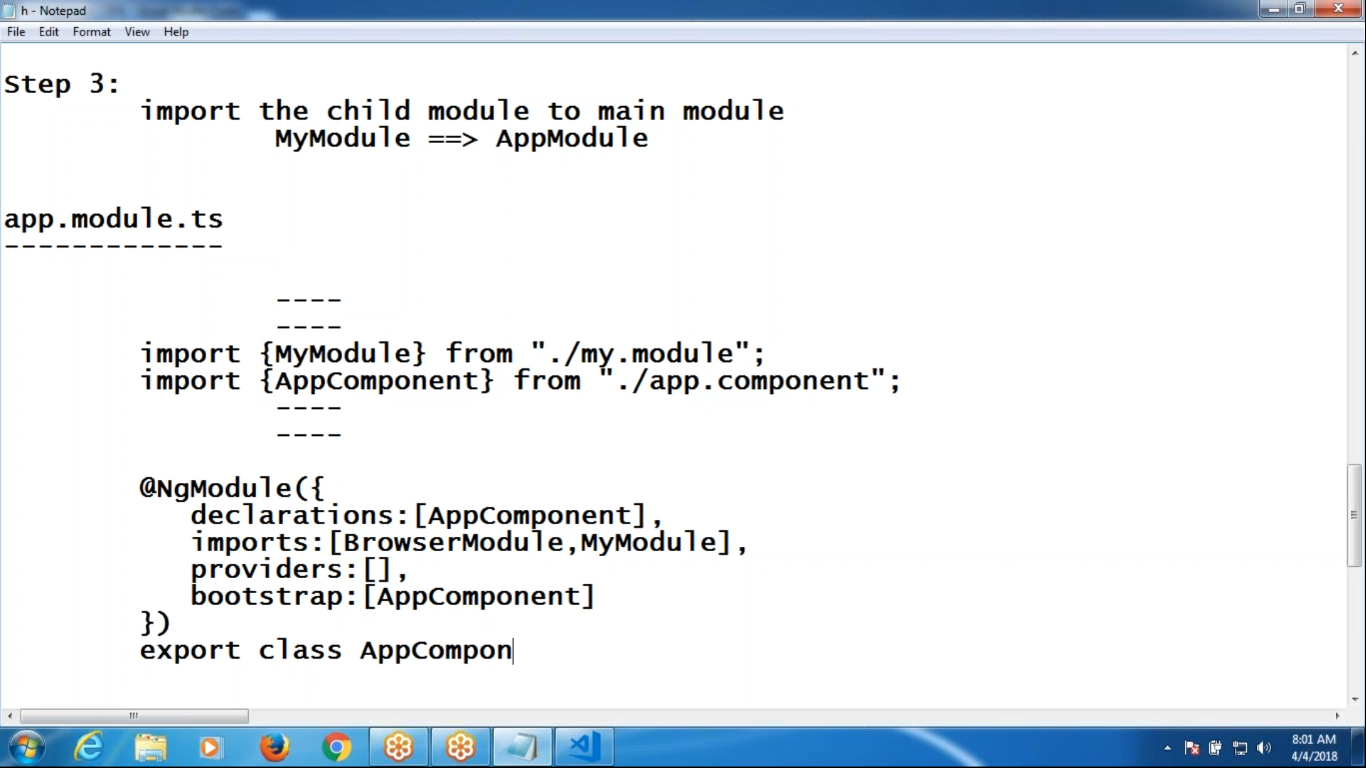 h - Notepad
File Edit Format View Help
Step 3:
import the child module to main module
MyModule ==> AppModule
app.module.ts
-------------
----
----
import {MyModule} from "./my.module";
import {AppComponent} from "./app.component";
----
----
@NgModule({
declarations:[AppComponent],
imports:[BrowserModule,MyModule],
providers:[],
bootstrap:[AppComponent]
})
export class AppCompon
8:01 AM
4/4/2018